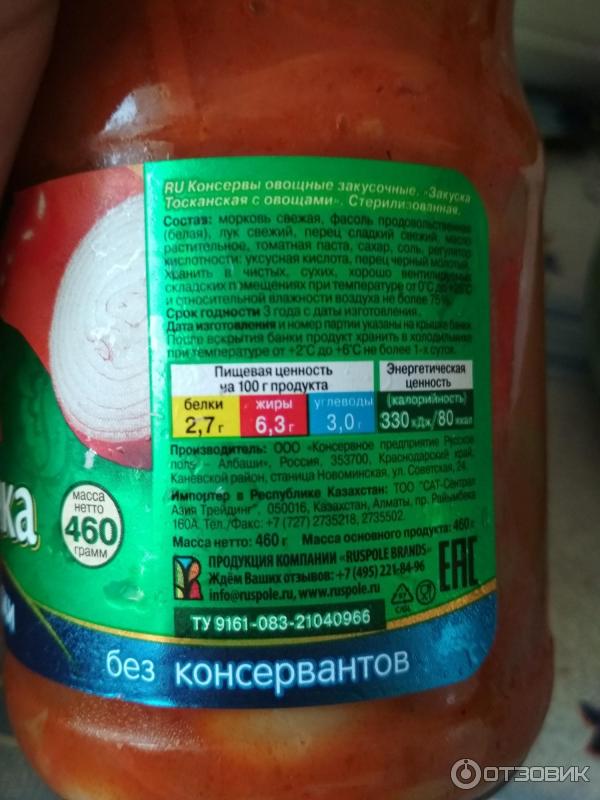 RU Консервы овощные закусочные. «Закуска
Тосканская с овощами». Стерилизованная.
Состав: морковь свежая, фасоль продовольственная
(белая), лук свежий, перец сладкий свежий, масло
растительное, томатная паста, сахар, соль, регулятор
кислотности: уксусная кислота, перец черный молотый.
Хранить в чистых, сухих, хорошо вентилируемых
складских помещениях при температуре от 0°С до +25°С
и относительной влажности воздуха не более 75%.
Срок годности 3 года с даты изготовления.
Дата изготовления и номер партии указаны на крышке банки.
После вскрытия банки продукт хранить в холодильнике
при температуре от +2°С до +6°С не более 1-х суток.
Пищевая ценность
на 100 г продукта
Энергетическая
ценность
(калорийность)
белки
2,7 г
жиры
6,3 г
углеводы
3,0 г
330 кДж/80 ккал
Производитель: ООО «Консервное предприятие Русское
поле - Албаши», Россия, 353700, Краснодарский край,
Каневской район, станица Новоминская, ул. Советская, 24.
Импортер в Республике Казахстан: ТОО "САТ-Central
Азия Трейдинг", 050016, Казахстан, Алматы, пр. Райымбека
160А, Тел./Факс: +7 (727) 2735218, 2735502.
Масса нетто: 460 г. Масса основного продукта: 460 г.
ПРОДУКЦИЯ КОМПАНИИ «RUSPOLE BRANDS»
Ждём Ваших отзывов: +7 (495) 221-84-96
info@ruspole.ru, www.ruspole.ru
EAC
C/GL
ТУ 9161-083-21040966
масса
нетто
460
грамм
ка
ми
без консервантов
ОТЗОВИК